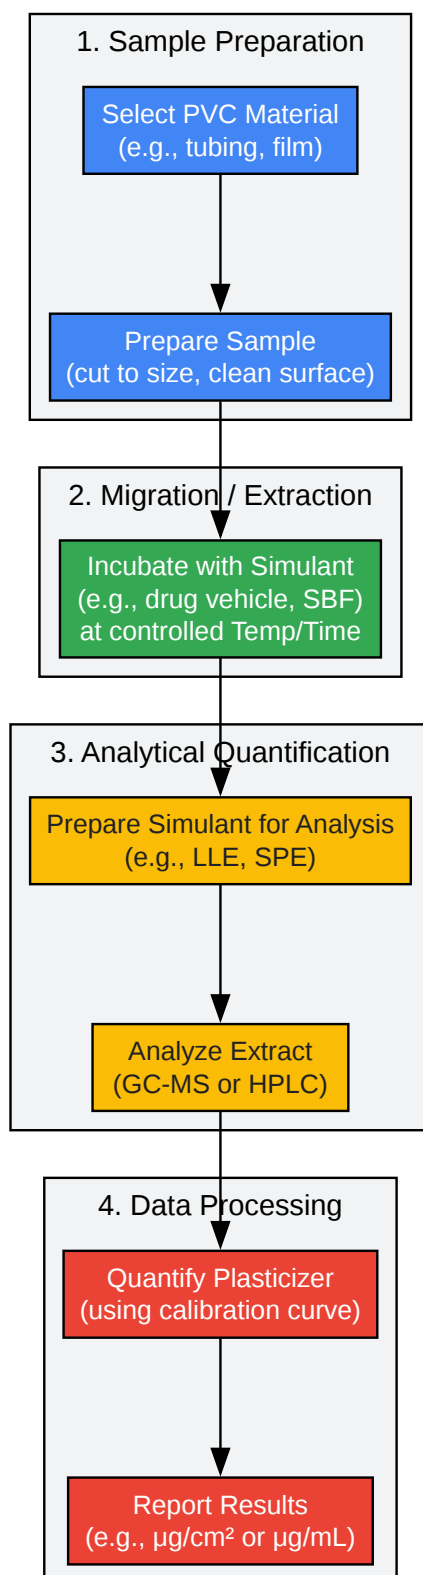 1. Sample Preparation
Select PVC Material
(e.g., tubing, film)
Prepare Sample
(cut to size, clean surface)
2. Migration / Extraction
Incubate with Simulant
(e.g., drug vehicle, SBF)
at controlled Temp/Time
3. Analytical Quantification
Prepare Simulant for Analysis
(e.g., LLE, SPE)
Analyze Extract
(GC-MS or HPLC)
4. Data Processing
Quantify Plasticizer
(using calibration curve)
Report Results
(e.g., µg/cm² or µg/mL)